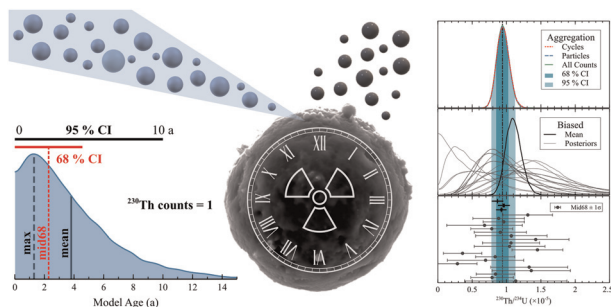 0 95 % CI 10 a
68 % CI
²³⁰Th counts = 1
max
mid68
mean
0 2 4 6 8 10 12 14
Model Age (a)
XII
I
II
III
IIII
V
VI
VII
VIII
IX
X
XI
Aggregation
Cycles
Particles
All Counts
68 % CI
95 % CI
Biased
Mean
Posteriors
Mid68 ± 1σ
0 0.5 1.0 1.5 2.0 2.5
²³⁰Th/²³⁴U (×10⁻⁵)